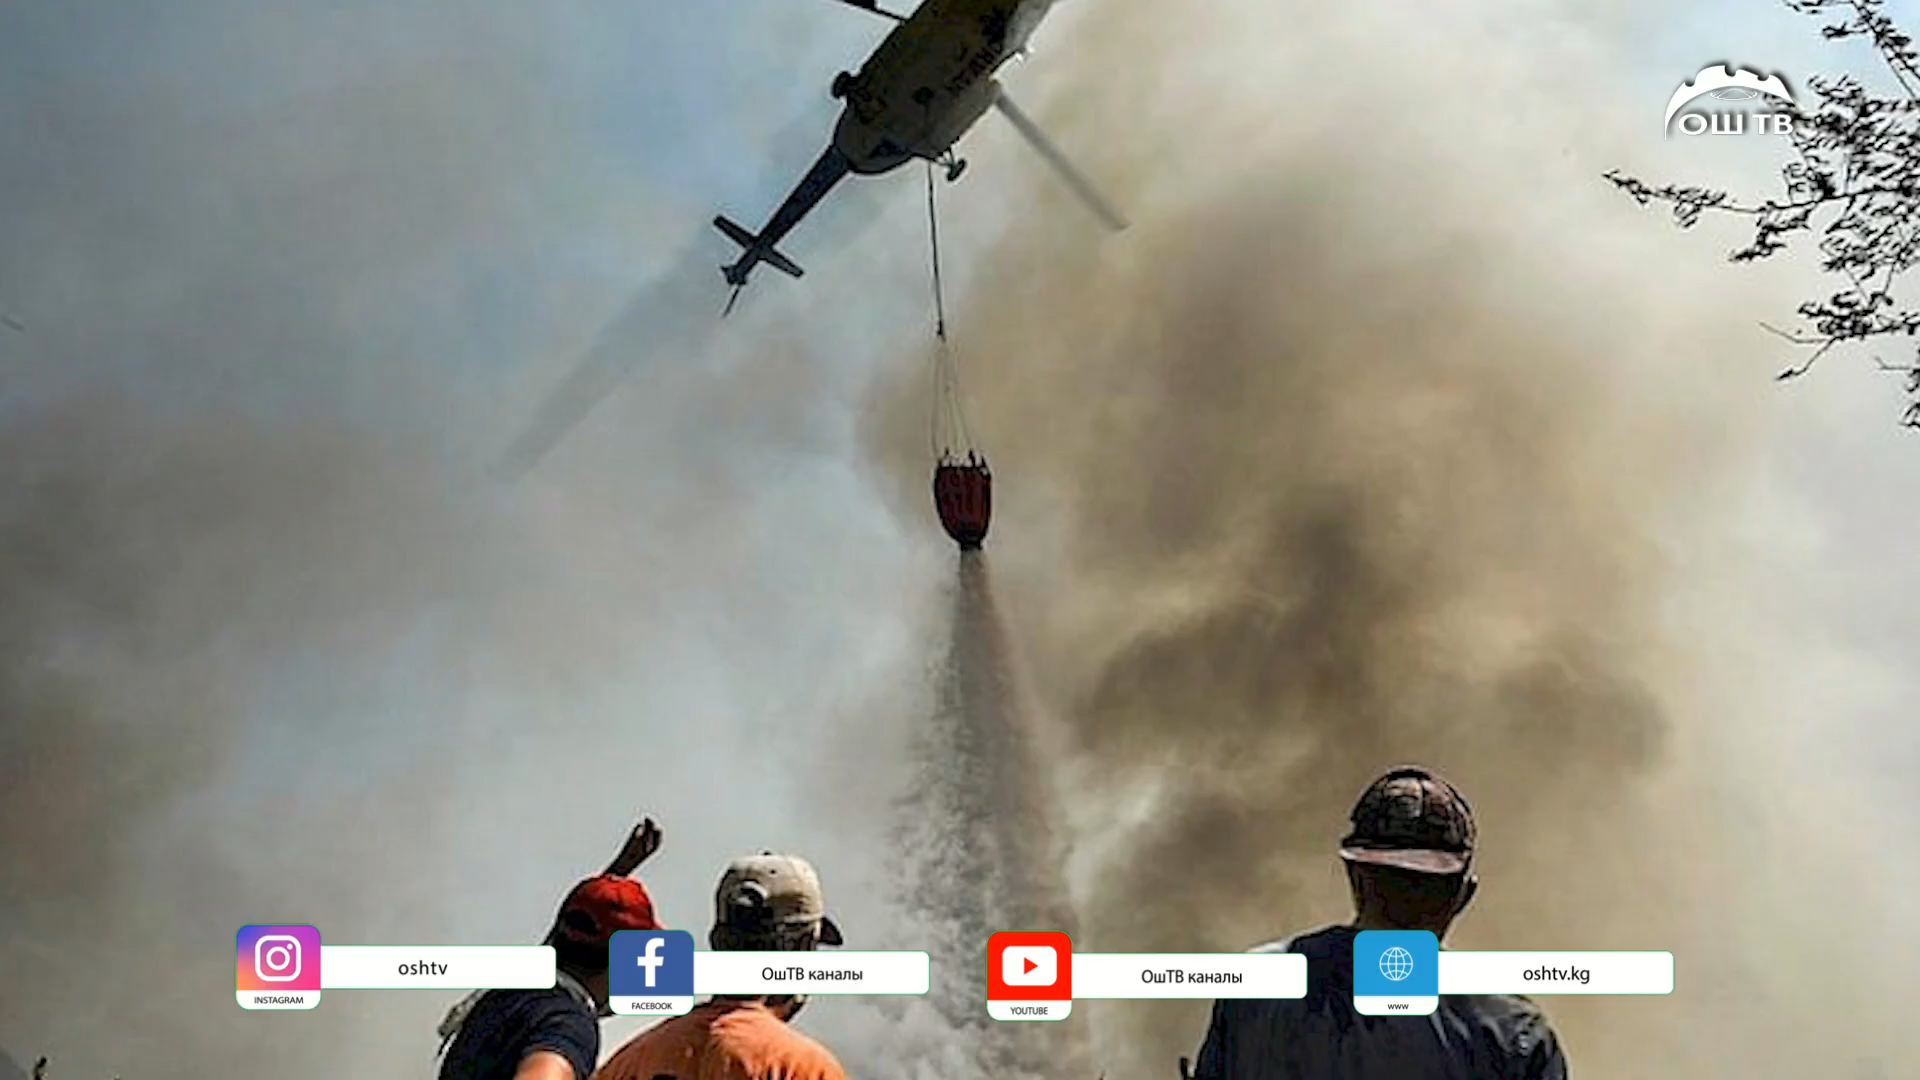 ОШ ТВ
INSTAGRAM
oshtv
FACEBOOK
ОшТВ каналы
YOUTUBE
ОшТВ каналы
www
oshtv.kg